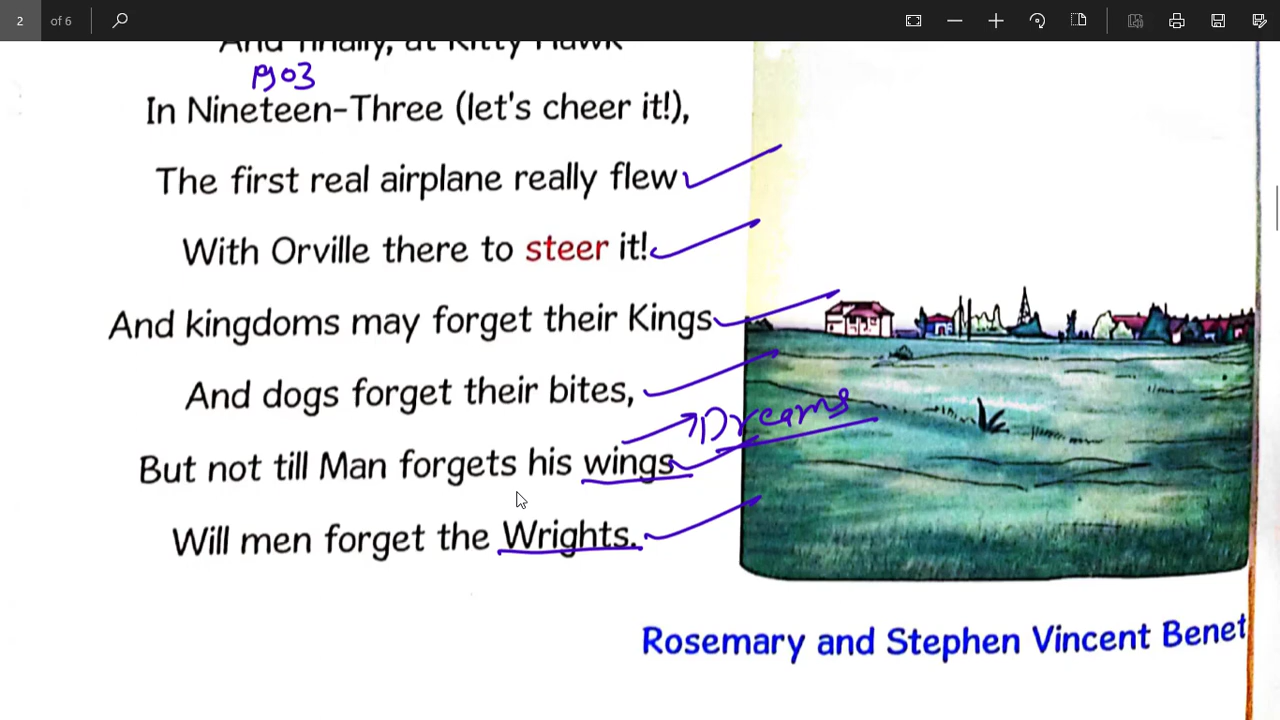 2 of 6
And finally, at Kitty Hawk
1903
In Nineteen-Three (let's cheer it!),
The first real airplane really flew
With Orville there to steer it!
And kingdoms may forget their Kings
And dogs forget their bites,
Dreams
But not till Man forgets his wings
Will men forget the Wrights.
Rosemary and Stephen Vincent Benet